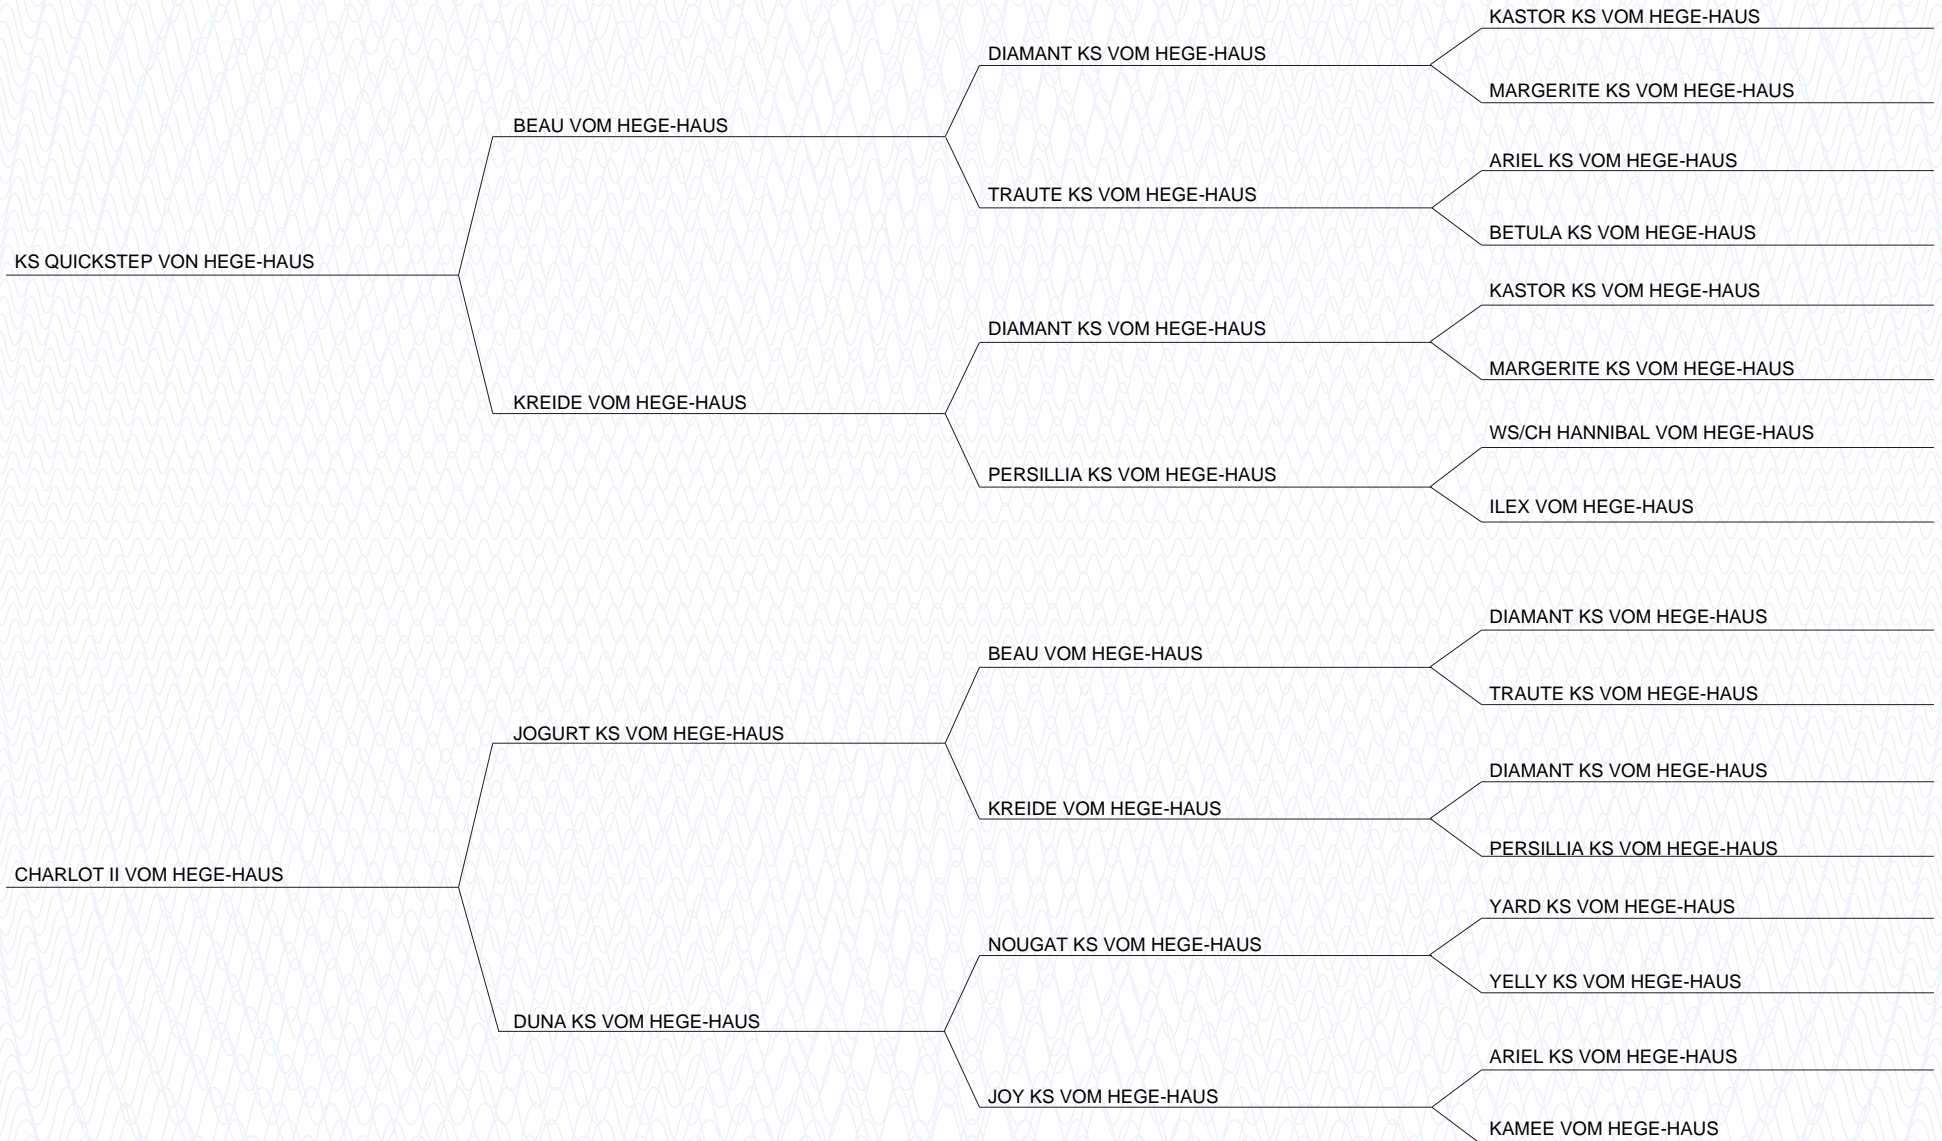 KASTOR KS VOM HEGE-HAUS
DIAMANT KS VOM HEGE-HAUS
MARGERITE KS VOM HEGE-HAUS
BEAU VOM HEGE-HAUS
ARIEL KS VOM HEGE-HAUS
TRAUTE KS VOM HEGE-HAUS
BETULA KS VOM HEGE-HAUS
KS QUICKSTEP VON HEGE-HAUS
KASTOR KS VOM HEGE-HAUS
DIAMANT KS VOM HEGE-HAUS
MARGERITE KS VOM HEGE-HAUS
KREIDE VOM HEGE-HAUS
WS/CH HANNIBAL VOM HEGE-HAUS
PERSILLIA KS VOM HEGE-HAUS
ILEX VOM HEGE-HAUS
DIAMANT KS VOM HEGE-HAUS
BEAU VOM HEGE-HAUS
TRAUTE KS VOM HEGE-HAUS
JOGURT KS VOM HEGE-HAUS
DIAMANT KS VOM HEGE-HAUS
KREIDE VOM HEGE-HAUS
PERSILLIA KS VOM HEGE-HAUS
CHARLOT II VOM HEGE-HAUS
YARD KS VOM HEGE-HAUS
NOUGAT KS VOM HEGE-HAUS
YELLY KS VOM HEGE-HAUS
DUNA KS VOM HEGE-HAUS
ARIEL KS VOM HEGE-HAUS
JOY KS VOM HEGE-HAUS
KAMEE VOM HEGE-HAUS